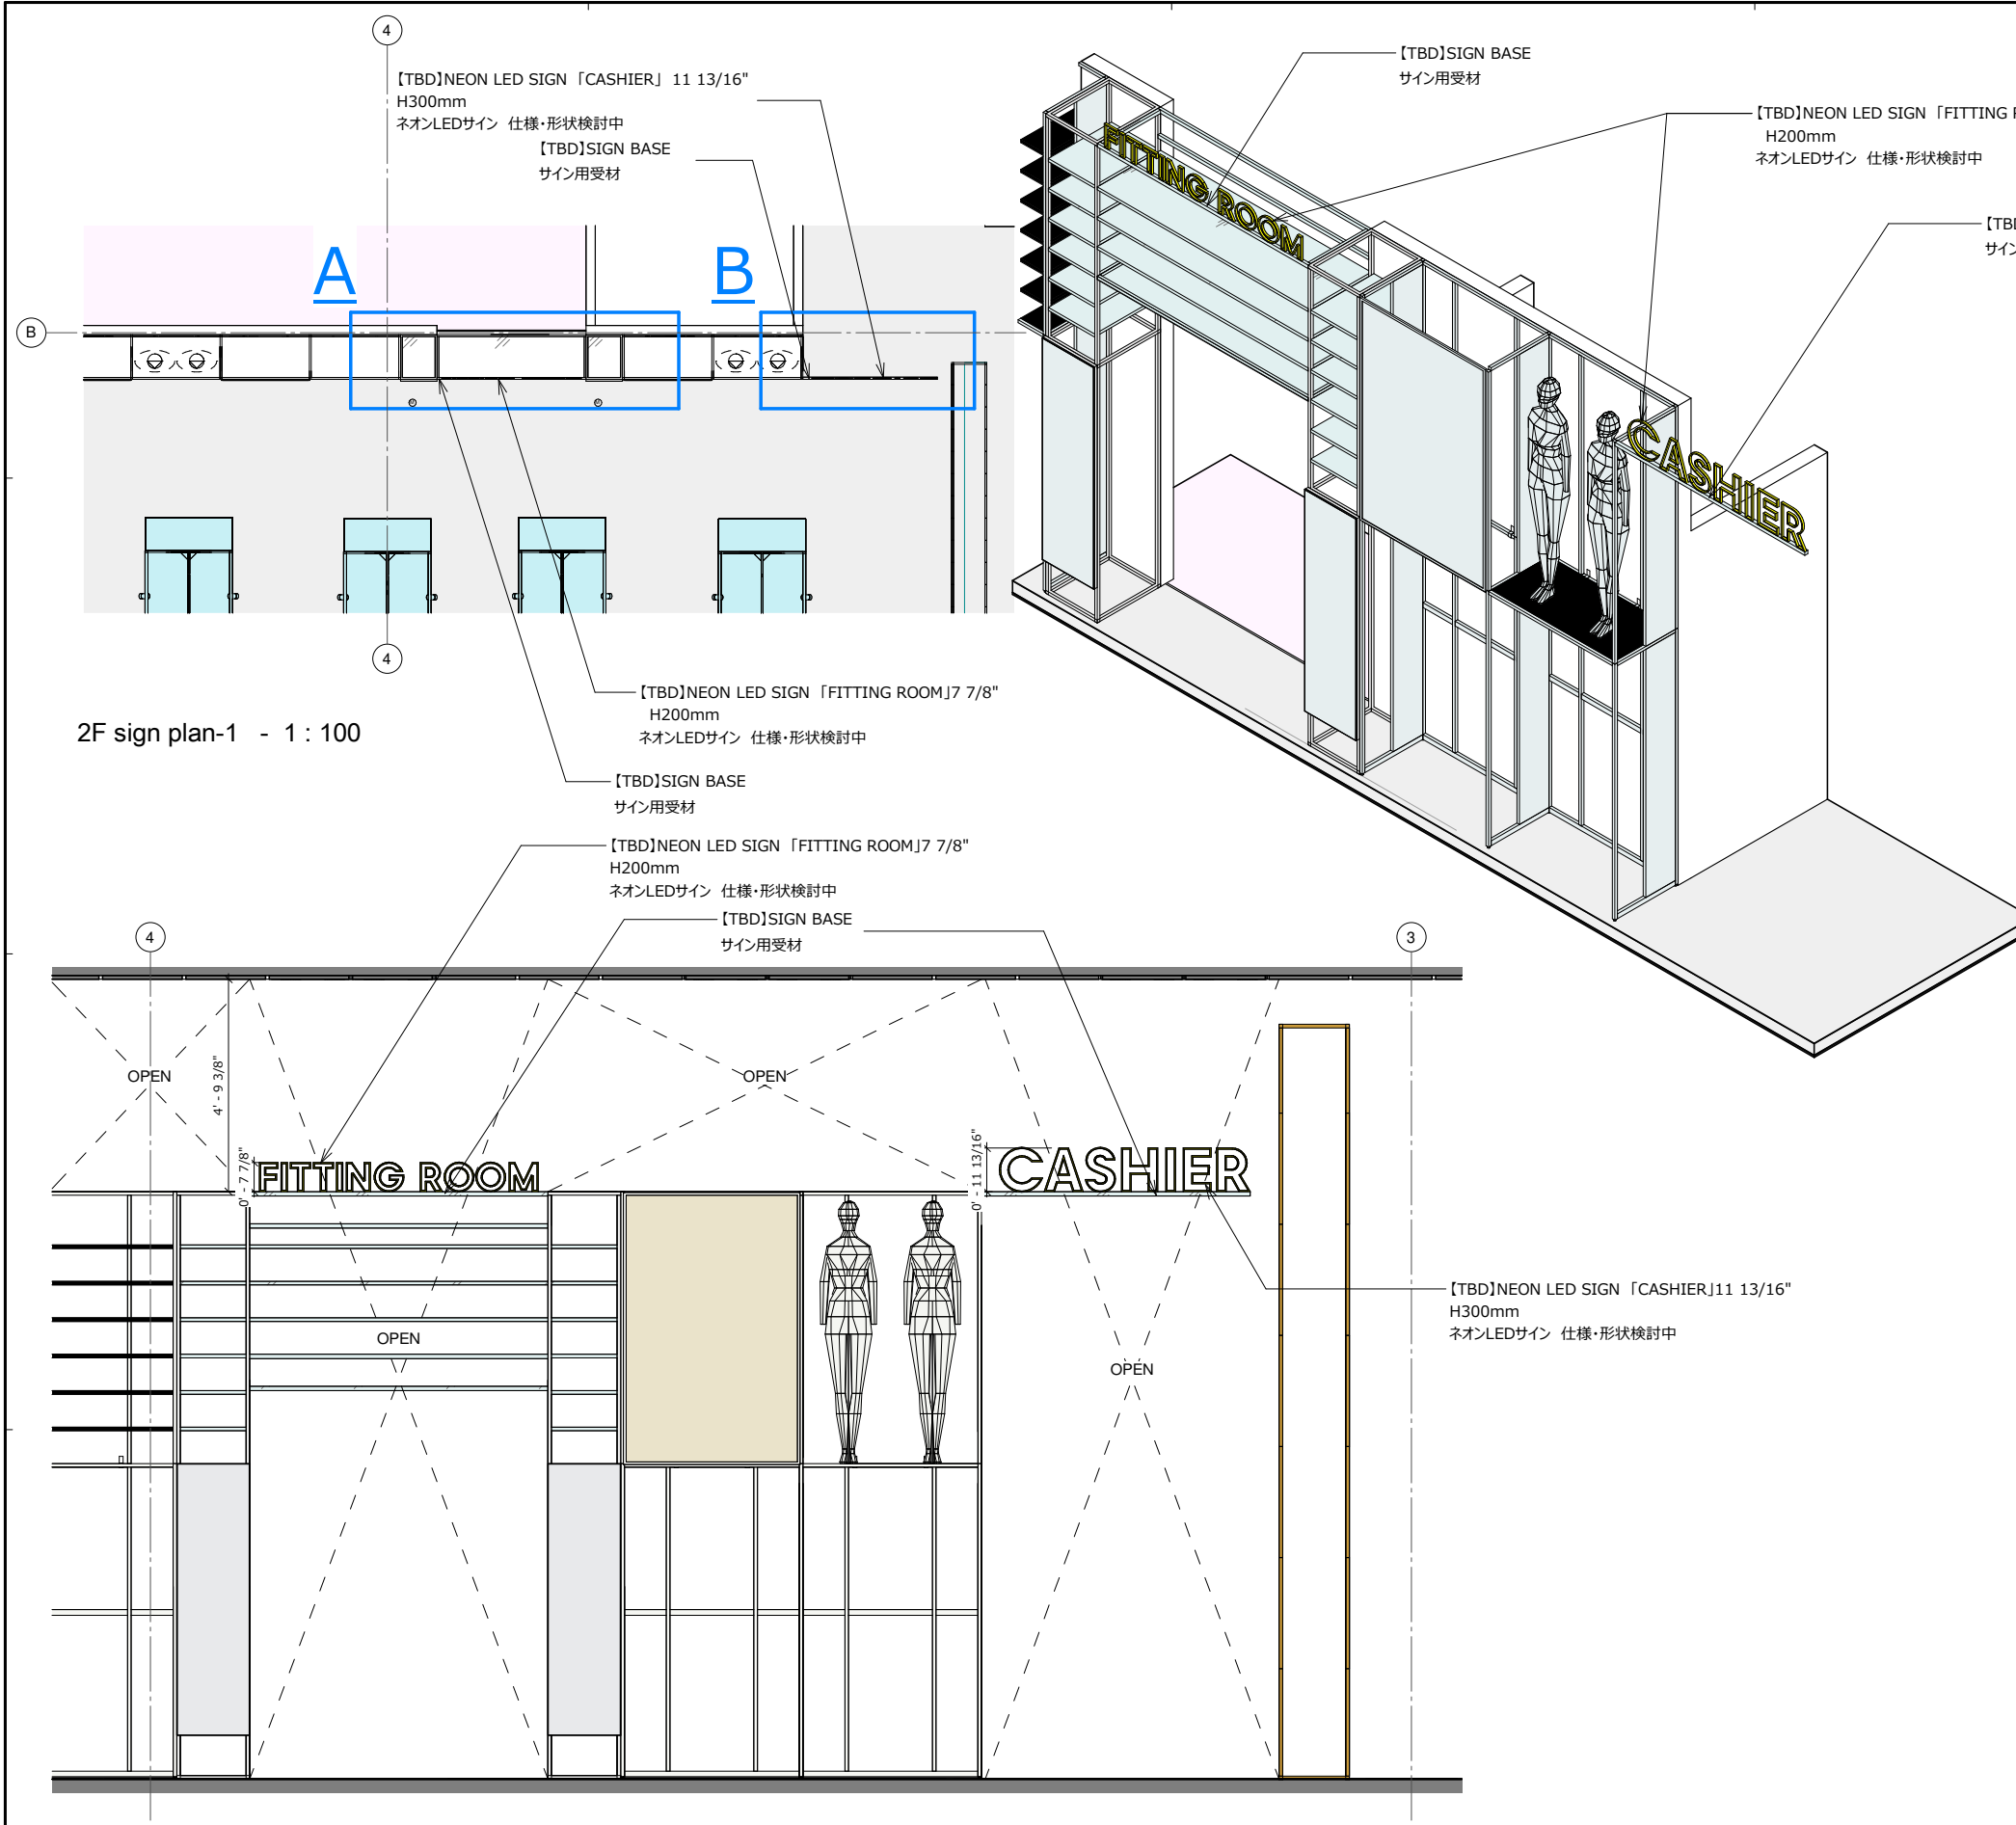 4
【TBD】NEON LED SIGN 「CASHIER」 11 13/16"
H300mm
ネオンLEDサイン 仕様・形状検討中
【TBD】SIGN BASE
サイン用受材
A
B
B
4
【TBD】NEON LED SIGN 「FITTING ROOM」7 7/8"
H200mm
ネオンLEDサイン 仕様・形状検討中
【TBD】SIGN BASE
サイン用受材
2F sign plan-1 - 1 : 100
【TBD】SIGN BASE
サイン用受材
【TBD】NEON LED SIGN 「FITTING
H200mm
ネオンLEDサイン 仕様・形状検討中
【TBD
サイン
FITTING ROOM
CASHIER
【TBD】NEON LED SIGN 「FITTING ROOM」7 7/8"
H200mm
ネオンLEDサイン 仕様・形状検討中
【TBD】SIGN BASE
サイン用受材
4
3
OPEN
4' - 9 3/8"
OPEN
0' - 7 7/8"
FITTING ROOM
0' - 11 13/16"
CASHIER
OPEN
OPEN
【TBD】NEON LED SIGN 「CASHIER」11 13/16"
H300mm
ネオンLEDサイン 仕様・形状検討中